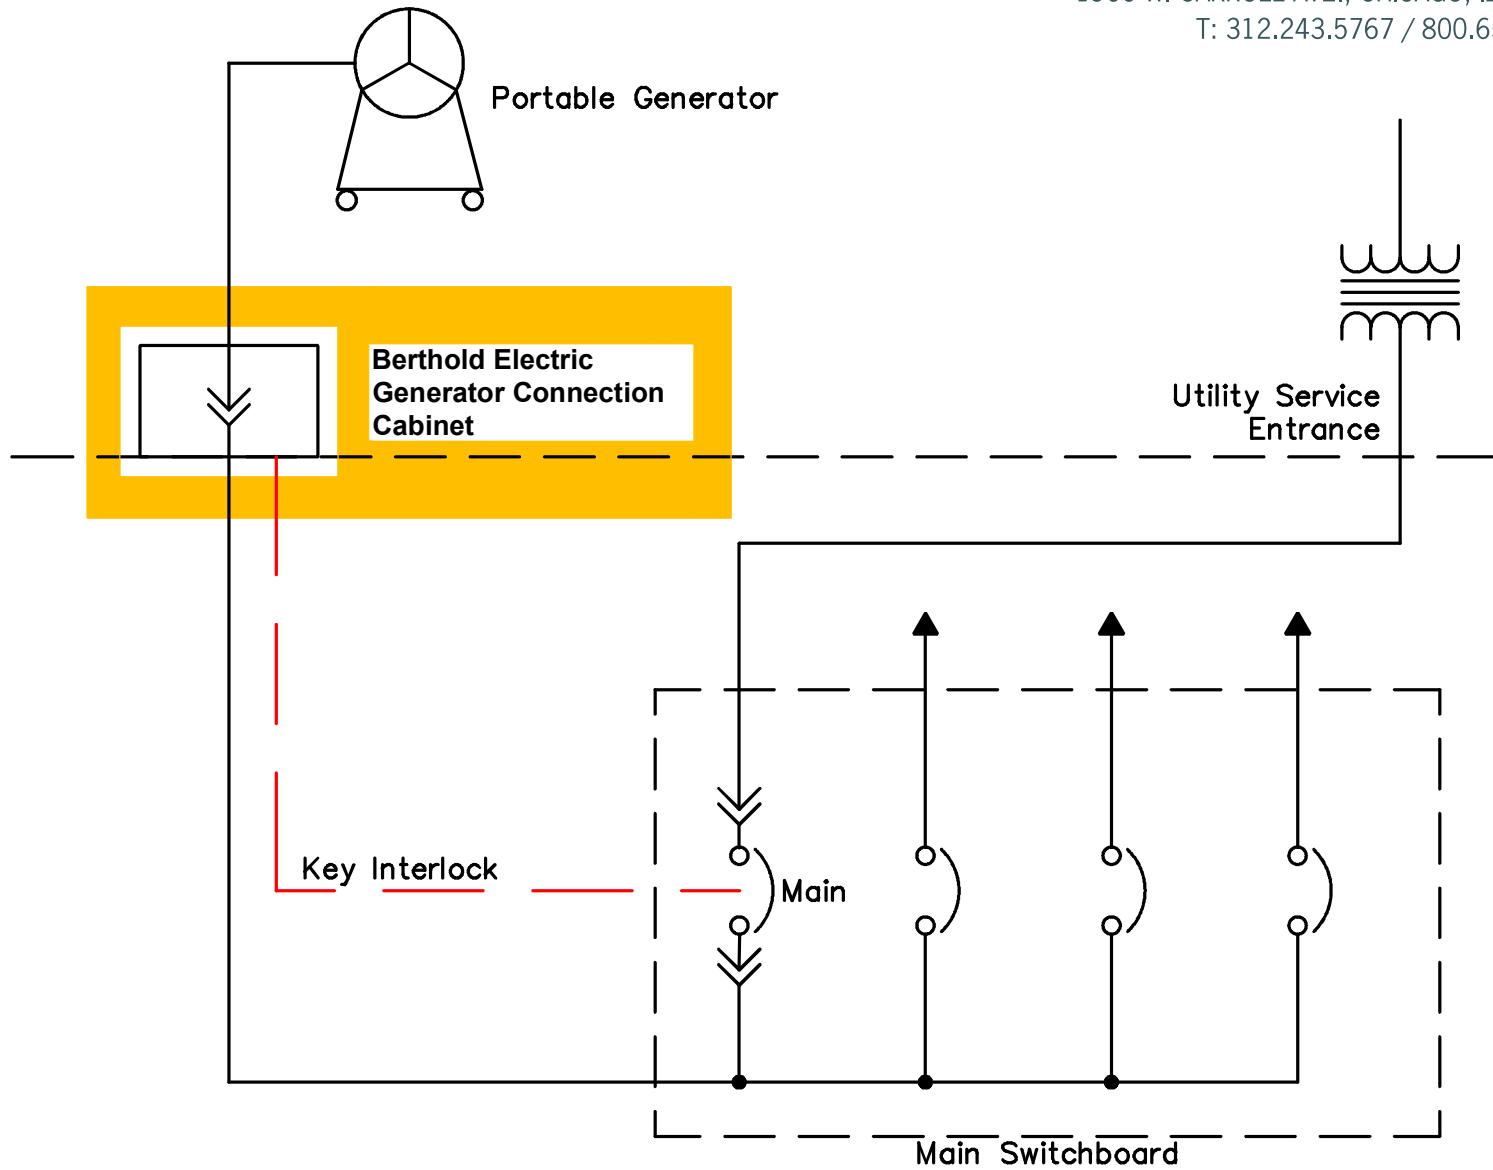 T: 312.243.5767 / 800.6
Portable Generator
Berthold Electric
Generator Connection
Cabinet
Utility Service
Entrance
Key Interlock
Main
Main Switchboard